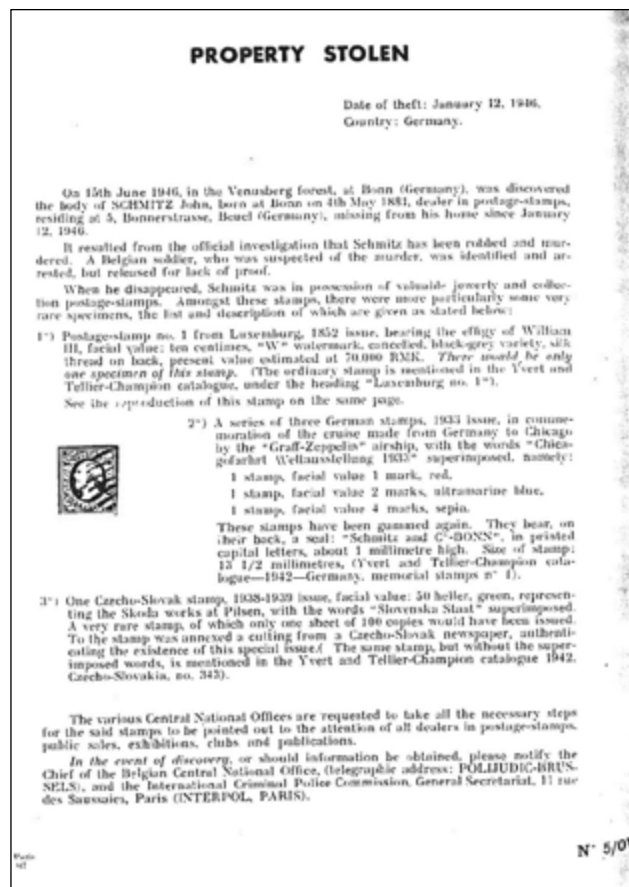 PROPERTY STOLEN
Date of theft: January 12, 1946.
Country: Germany.
On 15th June 1946, in the Venusberg forest, at Bonn (Germany), was discovered
the body of SCHMITZ John, born at Bonn on 4th May 1881, dealer in postage-stamps,
residing at 5, Bonnerstrasse, Beuel (Germany), missing from his home since January
12, 1946.
It resulted from the official investigation that Schmitz has been robbed and mur-
dered. A Belgian soldier, who was suspected of the murder, was identified and ar-
rested, but released for lack of proof.
When he disappeared, Schmitz was in possession of valuable jewerly and collec-
tion postage-stamps. Amongst these stamps, there were more particularly some very
rare specimens, the list and description of which are given as stated below:
1°) Postage-stamp no. 1 from Luxemburg, 1852 issue, bearing the effigy of William
III, facial value: ten centimes, "W" watermark, cancelled, black-grey variety, silk
thread on back, present value estimated at 70.000 RMK. There would be only
one specimen of this stamp. (The ordinary stamp is mentioned in the Yvert and
Tellier-Champion catalogue, under the heading "Luxemburg no. 1").
See the reproduction of this stamp on the same page.
2°) A series of three German stamps, 1933 issue, in comme-
moration of the cruise made from Germany to Chicago
by the "Graff-Zeppelin" airship, with the words "Chica-
gofahrt Weltausstellung 1933" superimposed, namely:
1 stamp, facial value 1 mark, red,
1 stamp, facial value 2 marks, ultramarine blue,
1 stamp, facial value 4 marks, sepia.
These stamps have been gummed again. They bear, on
their back, a seal: "Schmitz and C°-BONN", in printed
capital letters, about 1 millimetre high. Size of stamp:
13 1/2 millimetres, (Yvert and Tellier-Champion cata-
logue—1942—Germany, memorial stamps n° 1).
3°) One Czecho-Slovak stamp, 1938-1939 issue, facial value: 50 heller, green, represen-
ting the Skoda works at Pilsen, with the words "Slovenska Staat" superimposed.
A very rare stamp, of which only one sheet of 100 copies would have been issued.
To the stamp was annexed a cutting from a Czecho-Slovak newspaper, authenti-
cating the existence of this special issue.( The same stamp, but without the super-
imposed words, is mentioned in the Yvert and Tellier-Champion catalogue 1942,
Czecho-Slovakia, no. 343).
The various Central National Offices are requested to take all the necessary steps
for the said stamps to be pointed out to the attention of all dealers in postage-stamps,
public sales, exhibitions, clubs and publications.
In the event of discovery, or should information be obtained, please notify the
Chief of the Belgian Central National Office, (telegraphic address: POLIJUDIC-BRUS-
SELS), and the International Criminal Police Commission, General Secretariat, 11 rue
des Saussaies, Paris (INTERPOL, PARIS).
N° 5/0